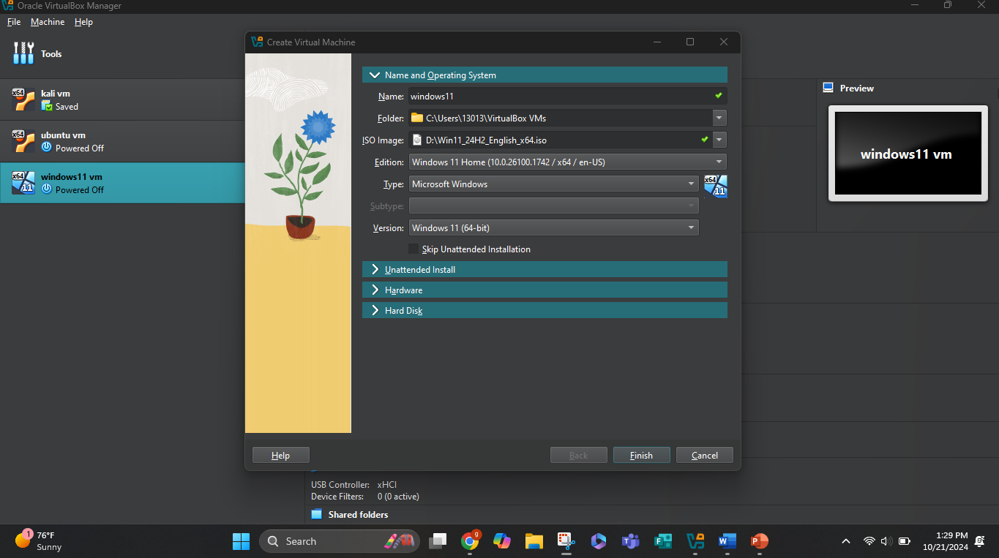 Oracle VirtualBox Manager
File Machine Help
Tools
x64
kali vm
Saved
x64
ubuntu vm
Powered Off
x64
11
windows11 vm
Powered Off
Create Virtual Machine
Name and Operating System
Name: windows11
Folder: C:\Users\13013\VirtualBox VMs
ISO Image: D:\Win11_24H2_English_x64.iso
Edition: Windows 11 Home (10.0.26100.1742 / x64 / en-US)
Type: Microsoft Windows
x64
11
Subtype:
Version: Windows 11 (64-bit)
Skip Unattended Installation
Unattended Install
Hardware
Hard Disk
Help Back Finish Cancel
Preview
windows11 vm
USB Controller: xHCI
Device Filters: 0 (0 active)
Shared folders
1
76°F
Sunny
Search
g
1:29 PM
10/21/2024